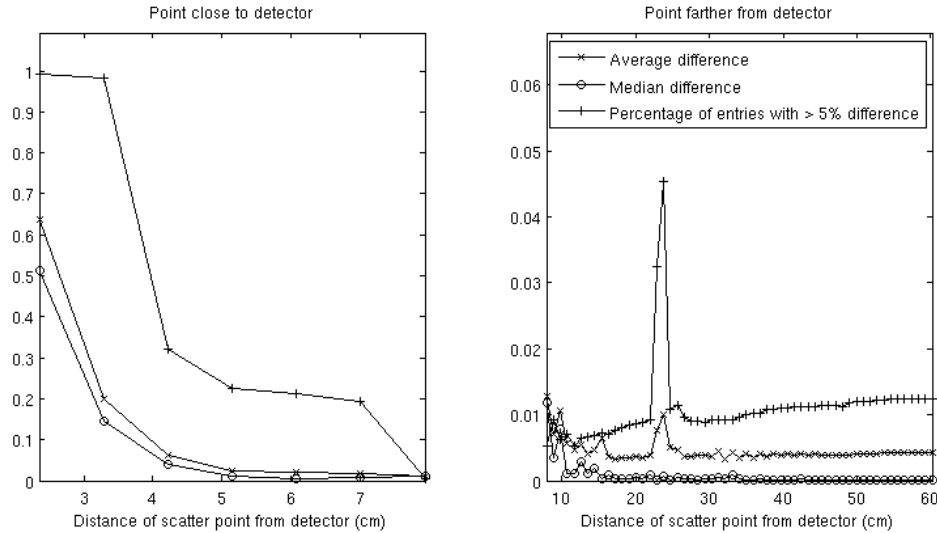 Point close to detector
1
0.9
0.8
0.7
0.6
0.5
0.4
0.3
0.2
0.1
0
3 4 5 6 7
Distance of scatter point from detector (cm)
Point farther from detector
Average difference
Median difference
Percentage of entries with > 5% difference
0.06
0.05
0.04
0.03
0.02
0.01
0
10 20 30 40 50 60
Distance of scatter point from detector (cm)